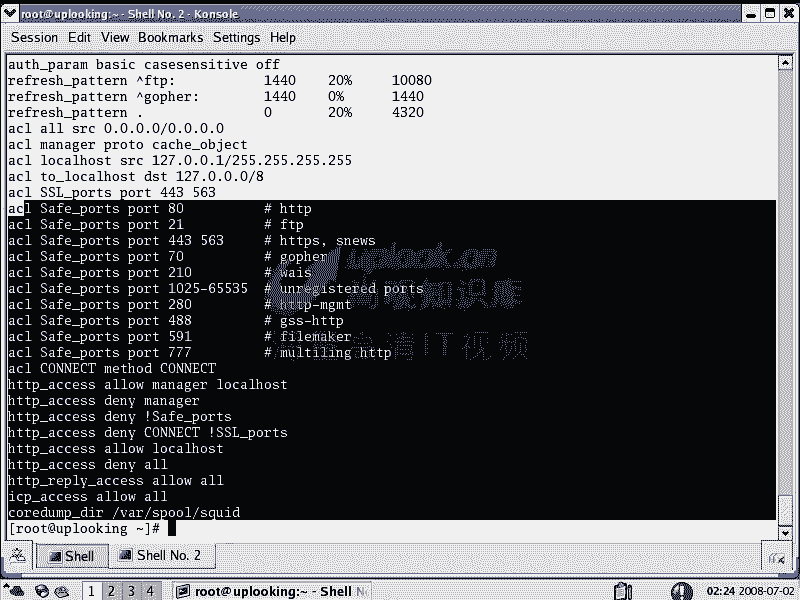 root@uplooking:~ - Shell No. 2 - Konsole
Session Edit View Bookmarks Settings Help
auth_param basic casesensitive off
refresh_pattern ^ftp: 1440 20% 10080
refresh_pattern ^gopher: 1440 0% 1440
refresh_pattern . 0 20% 4320
acl all src 0.0.0.0/0.0.0.0
acl manager proto cache_object
acl localhost src 127.0.0.1/255.255.255.255
acl to_localhost dst 127.0.0.0/8
acl SSL_ports port 443 563
acl Safe_ports port 80 # http
acl Safe_ports port 21 # ftp
acl Safe_ports port 443 563 # https, snews
acl Safe_ports port 70 # gopher
acl Safe_ports port 210 # wais
acl Safe_ports port 1025-65535 # unregistered ports
acl Safe_ports port 280 # http-mgmt
acl Safe_ports port 488 # gss-http
acl Safe_ports port 591 # filemaker
acl Safe_ports port 777 # multiling http
acl CONNECT method CONNECT
http_access allow manager localhost
http_access deny manager
http_access deny !Safe_ports
http_access deny CONNECT !SSL_ports
http_access allow localhost
http_access deny all
http_reply_access allow all
icp_access allow all
coredump_dir /var/spool/squid
[root@uplooking ~]#
uplook.cn
尚观知识库
高清IT视频
Shell Shell No. 2
1 2 3 4 root@uplooking:~ - Shell No 02:24 2008-07-02